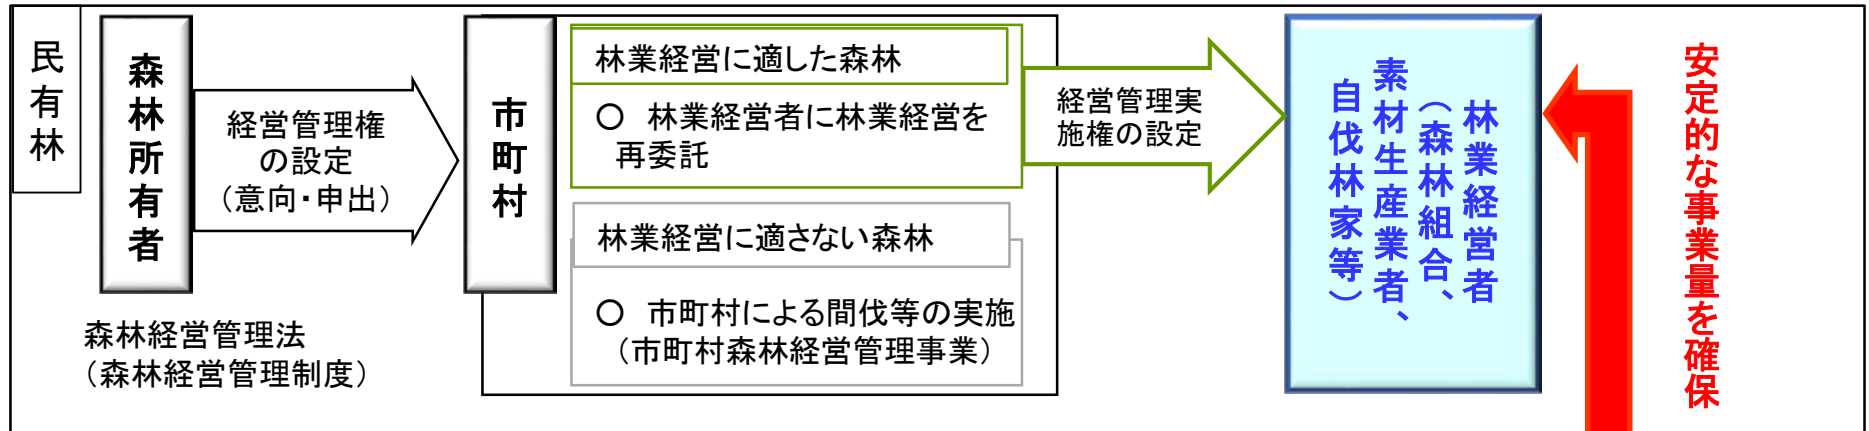 民有林
森林所有者
経営管理権
の設定
（意向・申出）
森林経営管理法
（森林経営管理制度）
市町村
林業経営に適した森林
○　林業経営者に林業経営を
再委託
林業経営に適さない森林
○　市町村による間伐等の実施
（市町村森林経営管理事業）
経営管理実
施権の設定
林業経営者
（森林組合、
素材生産業者、
自伐林家等）
安定的な事業量を確保